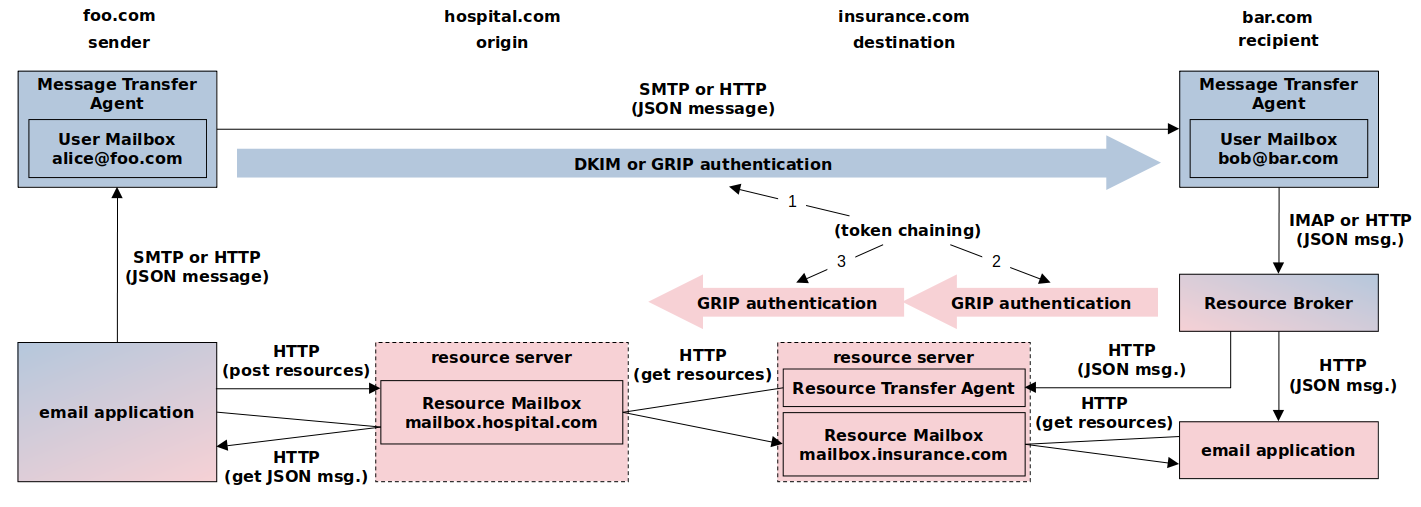 foo.com
sender
hospital.com
origin
insurance.com
destination
bar.com
recipient
Message Transfer
Agent
User Mailbox
alice@foo.com
SMTP or HTTP
(JSON message)
Message Transfer
Agent
User Mailbox
bob@bar.com
DKIM or GRIP authentication
1
(token chaining)
3
2
SMTP or HTTP
(JSON message)
IMAP or HTTP
(JSON msg.)
GRIP authentication
GRIP authentication
Resource Broker
email application
HTTP
(post resources)
HTTP
(get JSON msg.)
resource server
Resource Mailbox
mailbox.hospital.com
HTTP
(get resources)
resource server
Resource Transfer Agent
Resource Mailbox
mailbox.insurance.com
HTTP
(JSON msg.)
HTTP
(get resources)
HTTP
(JSON msg.)
email application